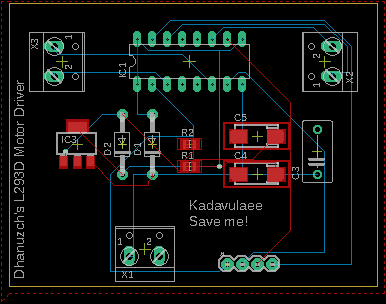 X3
1
2
IC1
1
2
X2
Dhanuzch's L293D Motor Driver
IC3
D2
D1
R2
R1
C5
C4
C3
Kadavulaee
Save me!
1
2
X1